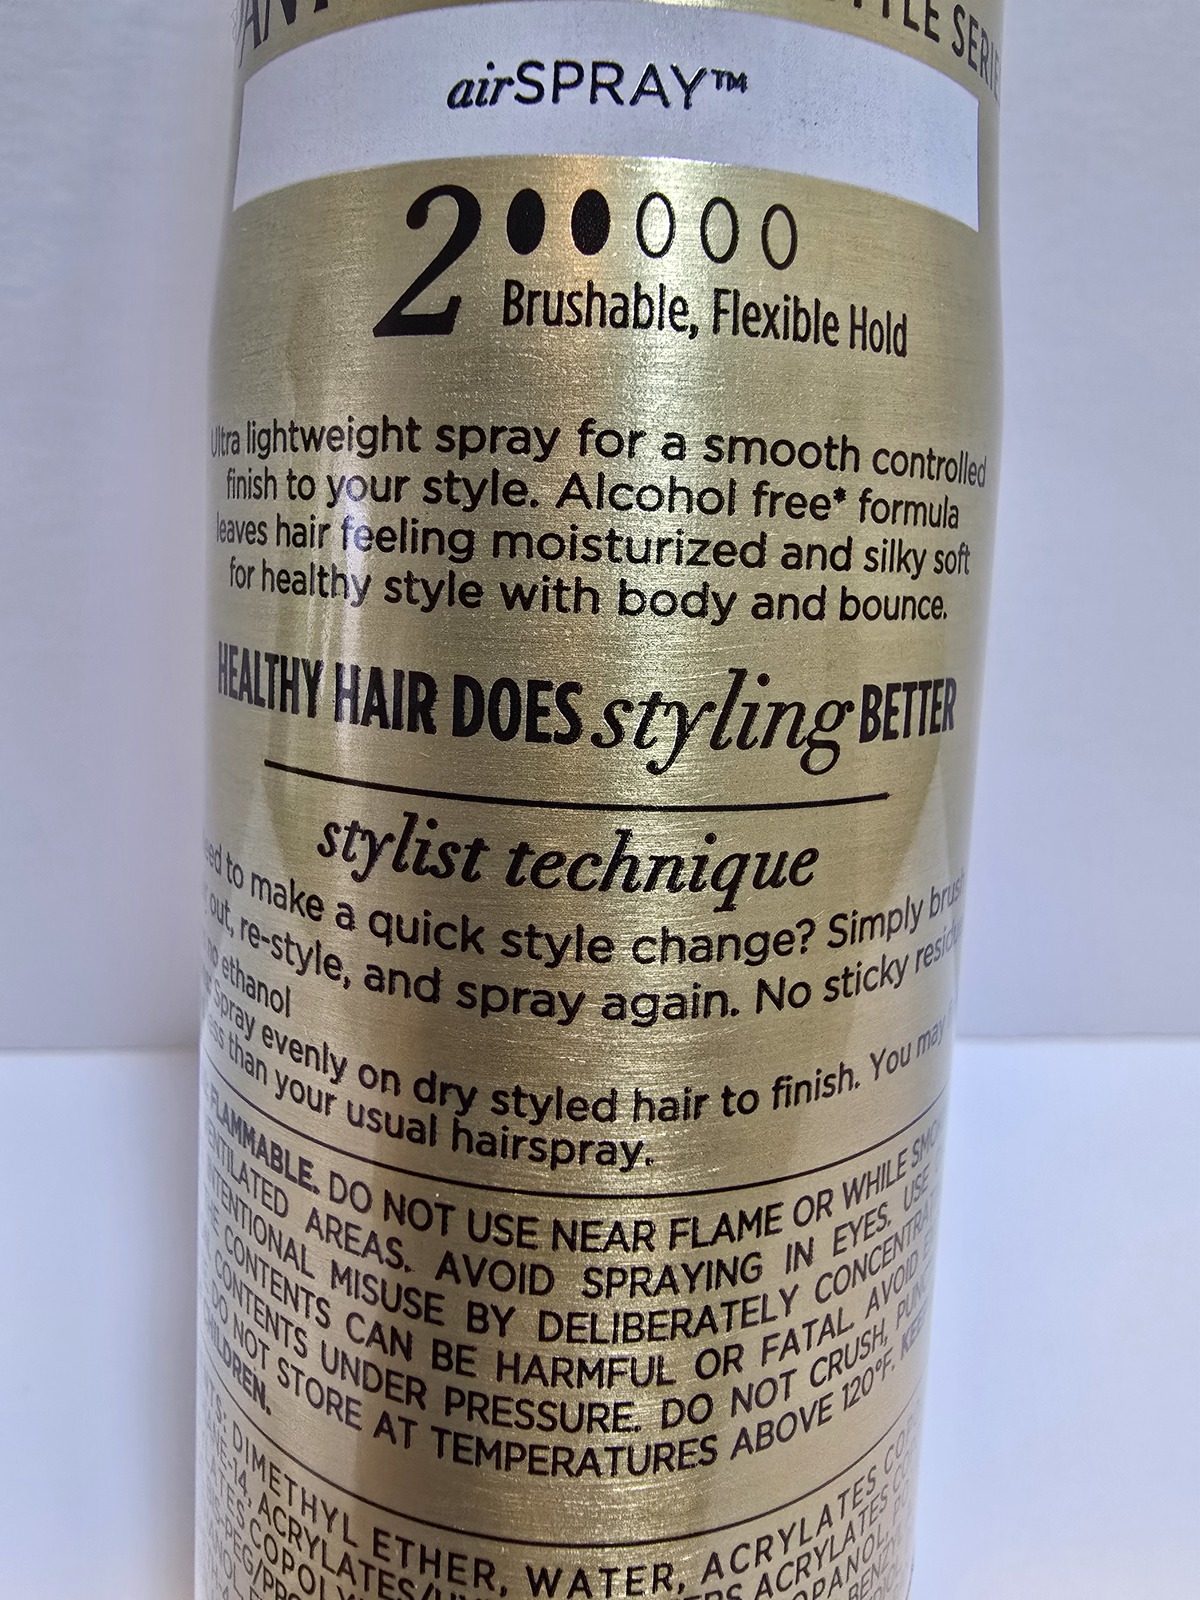 airSPRAY™
2
Brushable, Flexible Hold
Ultra lightweight spray for a smooth controlled
finish to your style. Alcohol free* formula
leaves hair feeling moisturized and silky soft
for healthy style with body and bounce.
HEALTHY HAIR DOES styling BETTER
stylist technique
to make a quick style change? Simply brush
out, re-style, and spray again. No sticky
no ethanol
Spray evenly on dry styled hair to finish. You may
than your usual hairspray.
FLAMMABLE. DO NOT USE NEAR FLAME OR WHILE
AREAS. AVOID SPRAYING IN EYES. USE
INTENTIONAL MISUSE BY DELIBERATELY
CONTENTS CAN BE HARMFUL OR FATAL. AVOID
CONTENTS UNDER PRESSURE. DO NOT CRUSH,
DO NOT STORE AT TEMPERATURES ABOVE 120°F.
DIMETHYL ETHER, WATER, ACRYLATES